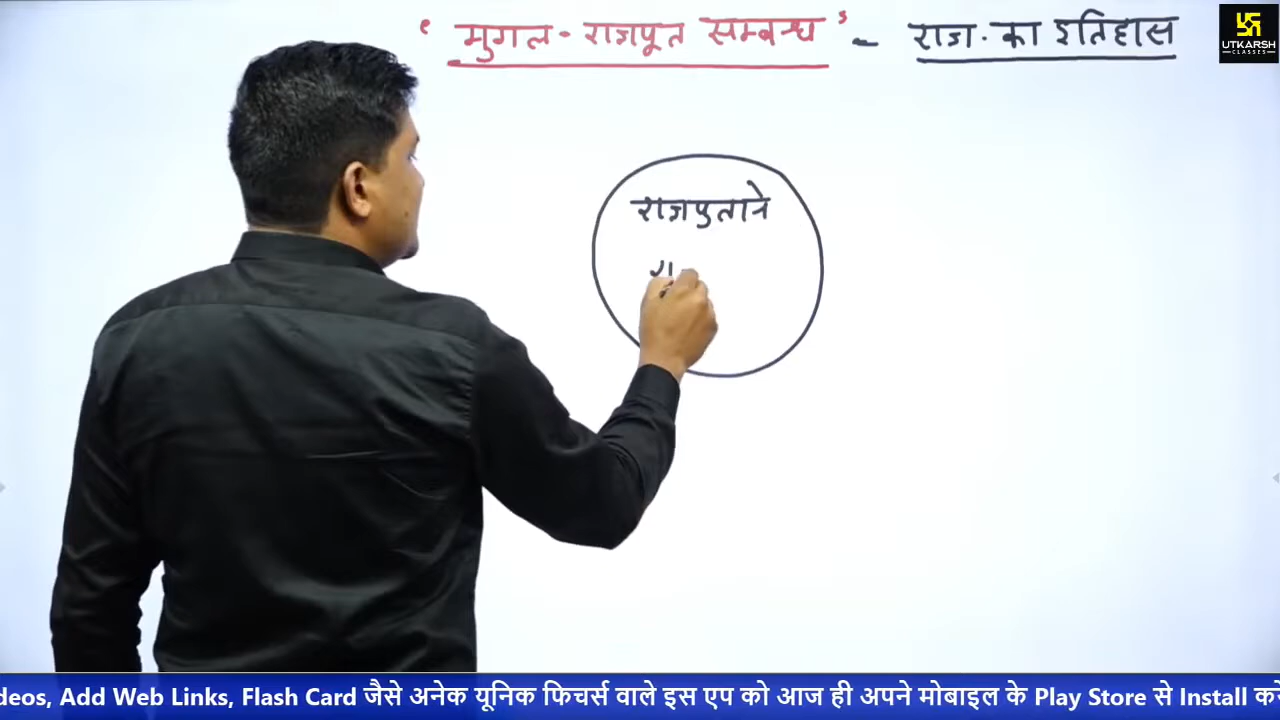 " मुगल - राजपूत सम्बन्ध " - राज. का इतिहास
UTKARSH
CLASSES
राजपुताने
deos, Add Web Links, Flash Card जैसे अनेक यूनिक फिचर्स वाले इस एप को आज ही अपने मोबाइल के Play Store से Install करे